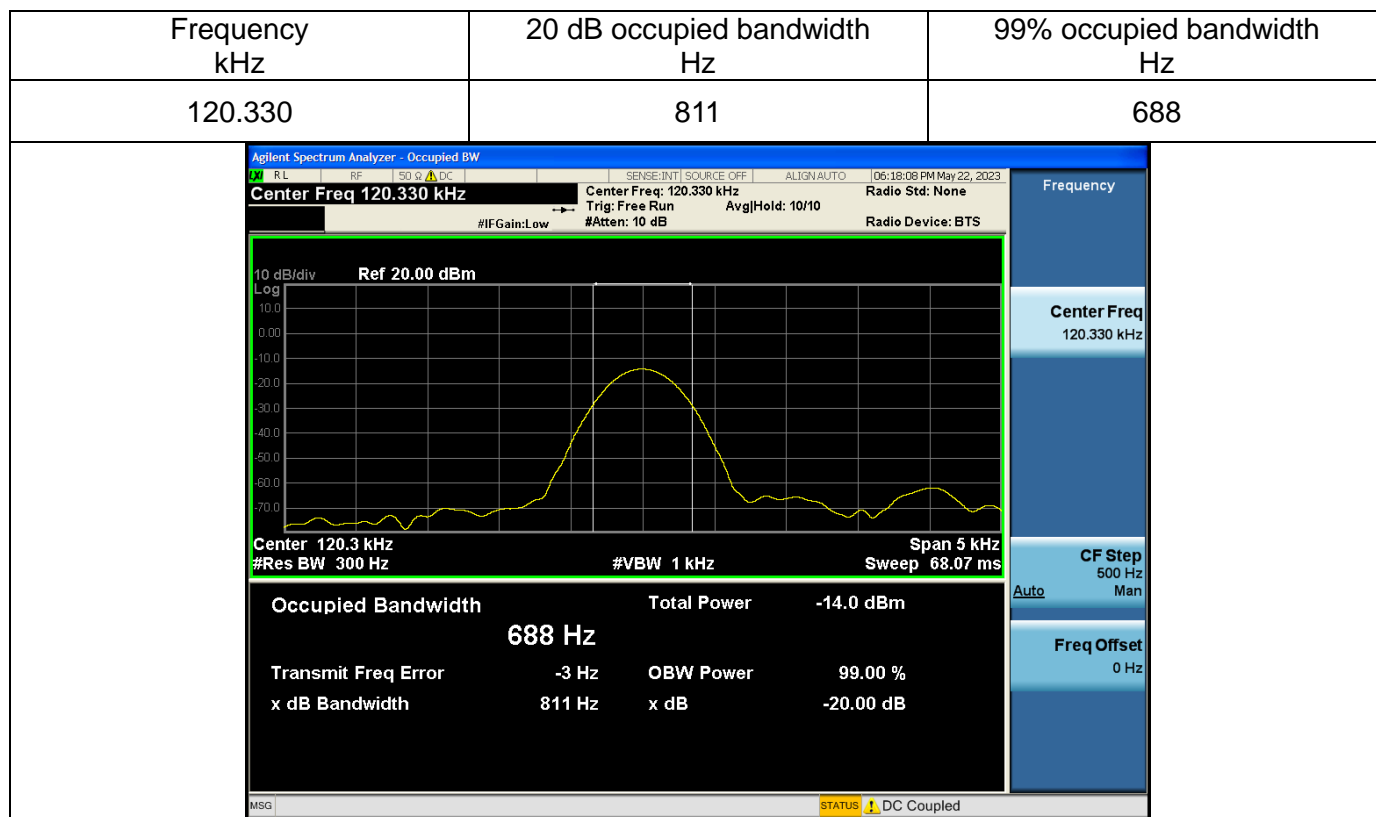 Frequency
kHz
20 dB occupied bandwidth
Hz
99% occupied bandwidth
Hz
120.330
811
688
Agilent Spectrum Analyzer - Occupied BW
LXI RL RF 50 Ω DC SENSE:INT SOURCE OFF ALIGN AUTO 06:18:08 PM May 22, 2023
Center Freq 120.330 kHz
Center Freq: 120.330 kHz
Radio Std: None
Trig: Free Run Avg|Hold: 10/10
#IFGain:Low
#Atten: 10 dB
Radio Device: BTS
Frequency
10 dB/div Ref 20.00 dBm
Log
10.0
0.00
-10.0
-20.0
-30.0
-40.0
-50.0
-60.0
-70.0
Center 120.3 kHz Span 5 kHz
#Res BW 300 Hz #VBW 1 kHz Sweep 68.07 ms
Center Freq
120.330 kHz
CF Step
500 Hz
Auto Man
Freq Offset
0 Hz
Occupied Bandwidth Total Power -14.0 dBm
688 Hz
Transmit Freq Error -3 Hz OBW Power 99.00 %
x dB Bandwidth 811 Hz x dB -20.00 dB
MSG STATUS DC Coupled